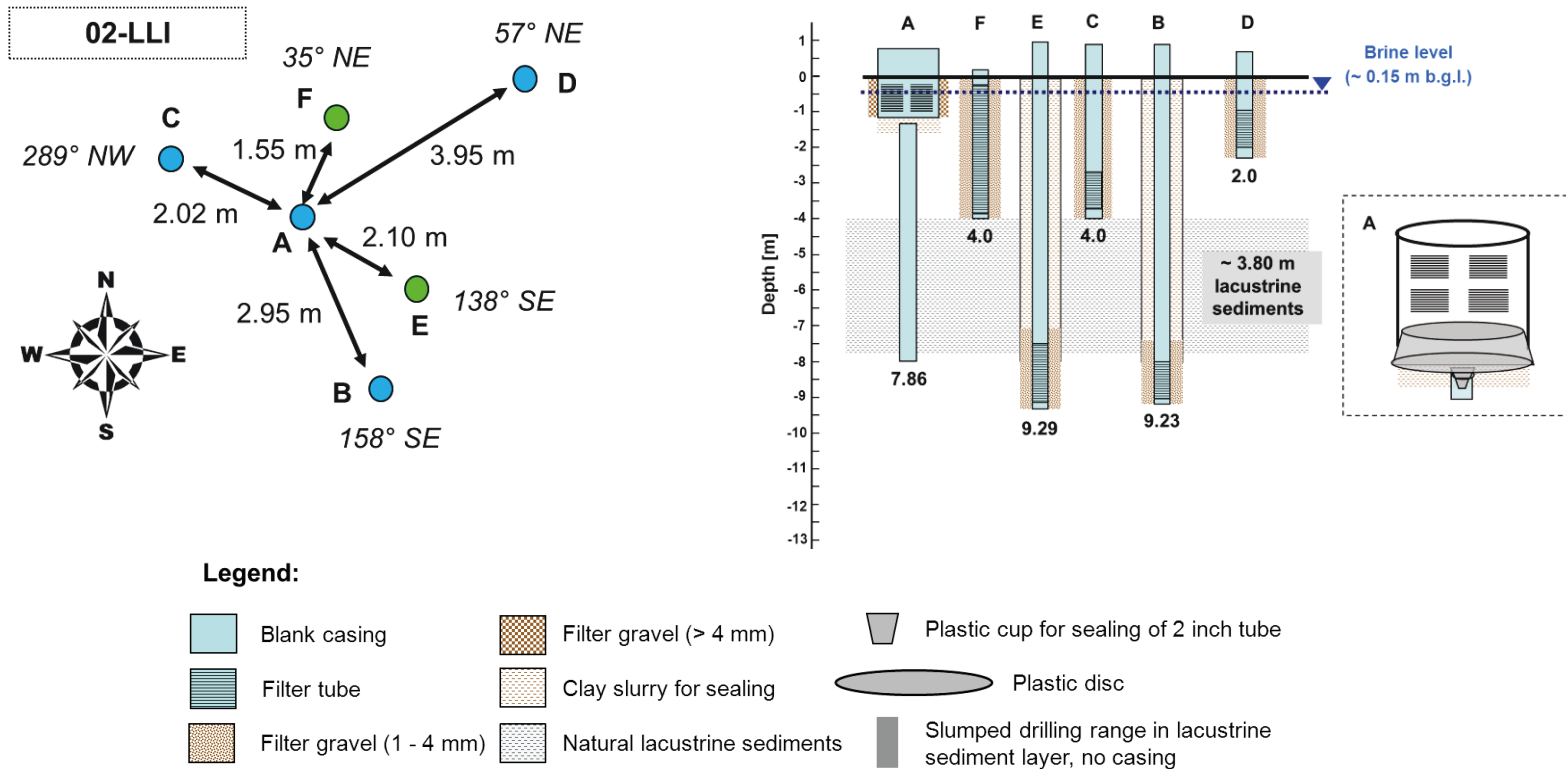 02-LLI
57° NE
35° NE
D
F
C
289° NW
1.55 m
3.95 m
2.02 m
A
2.10 m
E
138° SE
2.95 m
B
158° SE
N
W
E
S
A
F
E
C
B
D
Depth [m]
1
0
-1
-2
-3
-4
-5
-6
-7
-8
-9
-10
-11
-12
-13
Brine level
(~ 0.15 m b.g.l.)
2.0
4.0
4.0
~ 3.80 m
lacustrine
sediments
7.86
9.29
9.23
A
Legend:
Blank casing
Filter tube
Filter gravel (1 - 4 mm)
Filter gravel (> 4 mm)
Clay slurry for sealing
Natural lacustrine sediments
Plastic cup for sealing of 2 inch tube
Plastic disc
Slumped drilling range in lacustrine
sediment layer, no casing